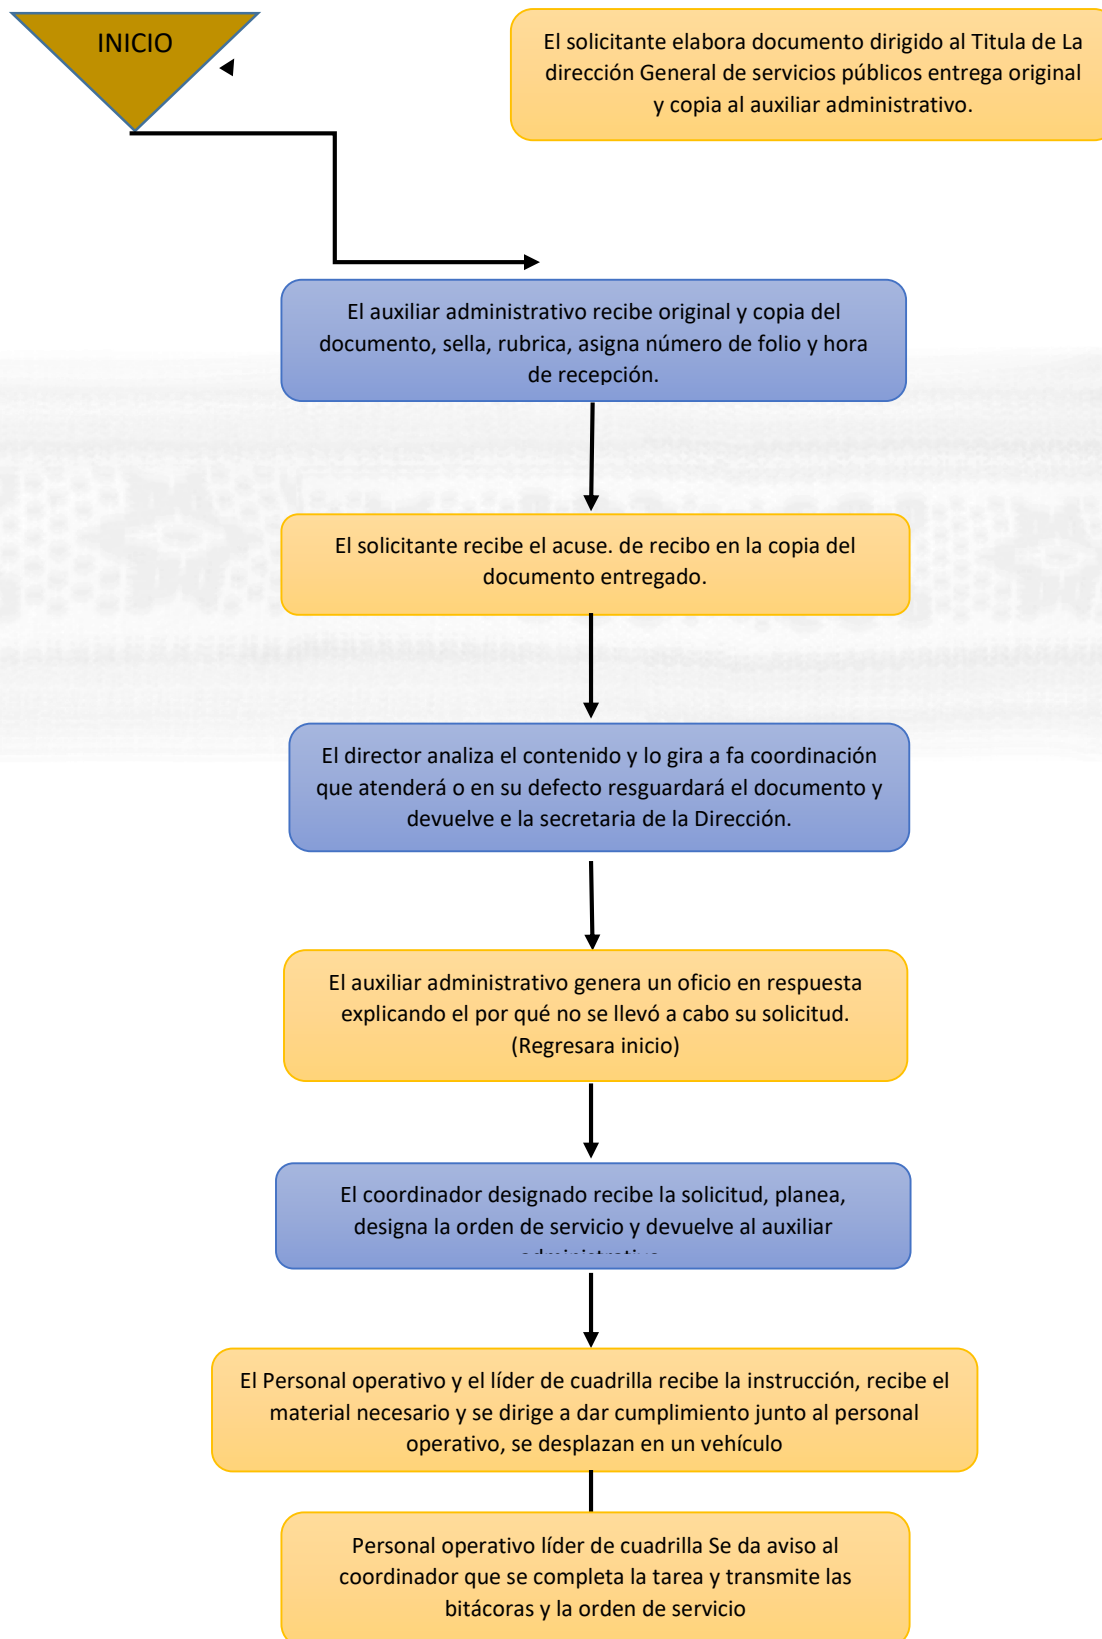 INICIO
El solicitante elabora documento dirigido al Titula de La
dirección General de servicios públicos entrega original
y copia al auxiliar administrativo.
El auxiliar administrativo recibe original y copia del
documento, sella, rubrica, asigna número de folio y hora
de recepción.
El solicitante recibe el acuse. de recibo en la copia del
documento entregado.
El director analiza el contenido y lo gira a fa coordinación
que atenderá o en su defecto resguardará el documento y
devuelve e la secretaria de la Dirección.
El auxiliar administrativo genera un oficio en respuesta
explicando el por qué no se llevó a cabo su solicitud.
(Regresara inicio)
El coordinador designado recibe la solicitud, planea,
designa la orden de servicio y devuelve al auxiliar
El Personal operativo y el líder de cuadrilla recibe la instrucción, recibe el
material necesario y se dirige a dar cumplimiento junto al personal
operativo, se desplazan en un vehículo
Personal operativo líder de cuadrilla Se da aviso al
coordinador que se completa la tarea y transmite las
bitácoras y la orden de servicio